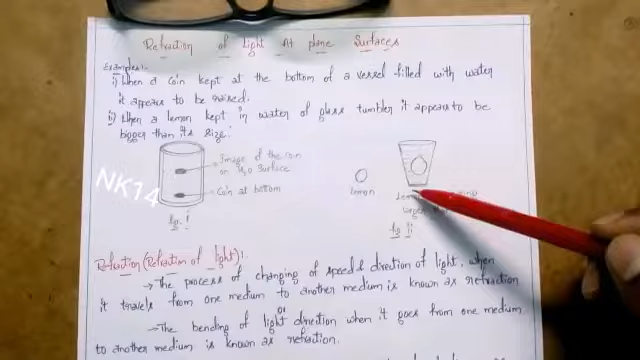 Refraction of light At plane Surfaces
Examples:-
i) When a coin kept at the bottom of a vessel filled with water
it appears to be raised.
ii) When a lemon kept in water of glass tumbler it appears to be
bigger than its size.
Image of the coin
on H2O surface
Coin at bottom
NK14
fig. i
lemon
fig ii
Refraction (Refraction of light):
→ The process of changing of speed & direction of light, when
it travels from one medium to another medium is known as refraction
or
→ The bending of light direction when it goes from one medium
to another medium is known as refraction.